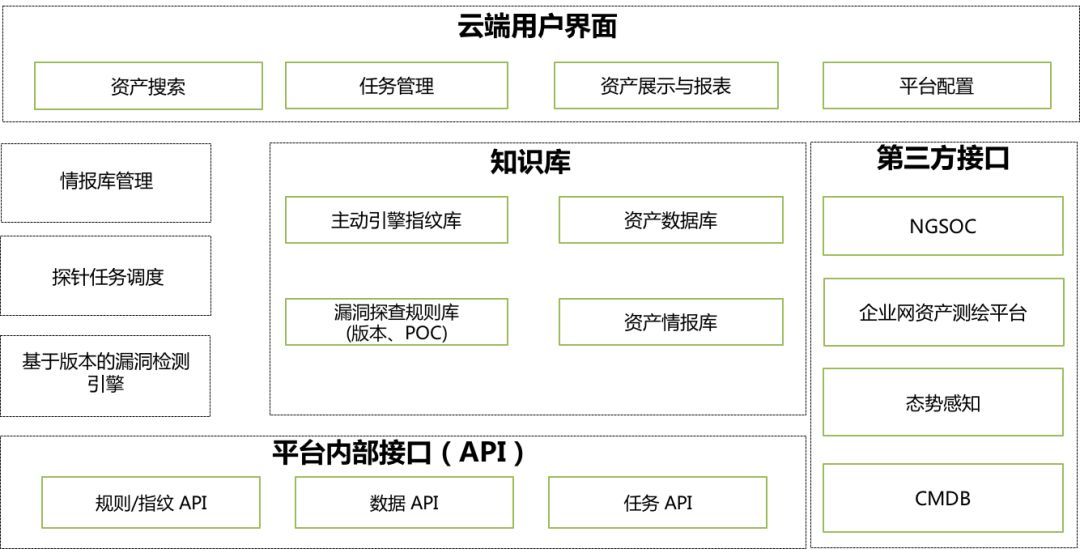 云端用户界面
资产搜索
任务管理
资产展示与报表
平台配置
情报库管理
探针任务调度
基于版本的漏洞检测
引擎
知识库
主动引擎指纹库
资产数据库
漏洞探查规则库
(版本、POC)
资产情报库
第三方接口
NGSOC
企业网资产测绘平台
态势感知
CMDB
平台内部接口（API）
规则/指纹 API
数据 API
任务 API